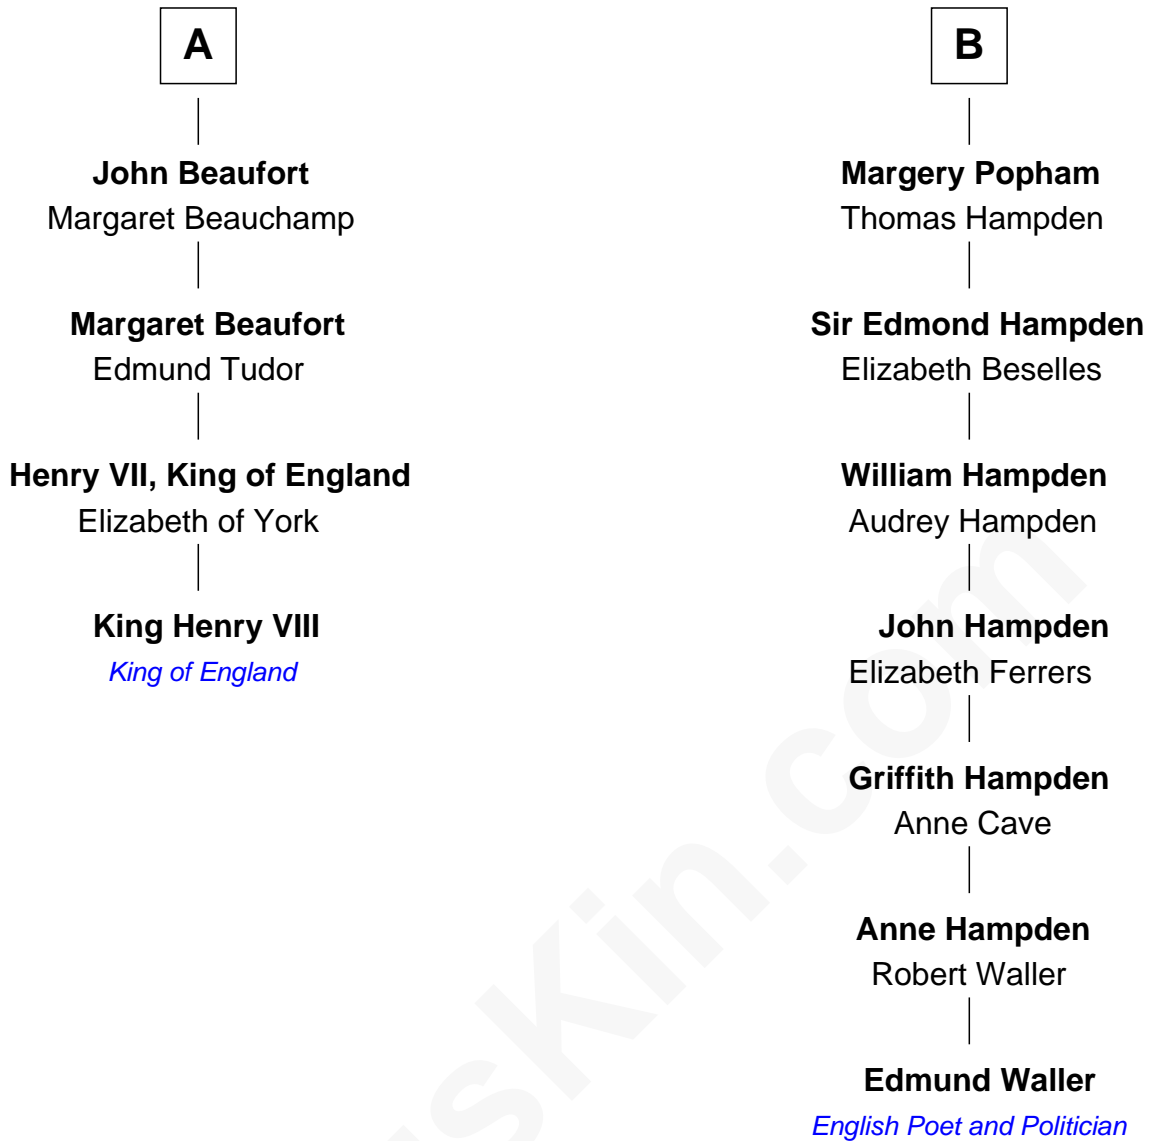 A
John Beaufort
Margaret Beauchamp
Margaret Beaufort
Edmund Tudor
Henry VII, King of England
Elizabeth of York
King Henry VIII
King of England
B
Margery Popham
Thomas Hampden
Sir Edmond Hampden
Elizabeth Beselles
William Hampden
Audrey Hampden
John Hampden
Elizabeth Ferrers
Griffith Hampden
Anne Cave
Anne Hampden
Robert Waller
Edmund Waller
English Poet and Politician
sKin.com